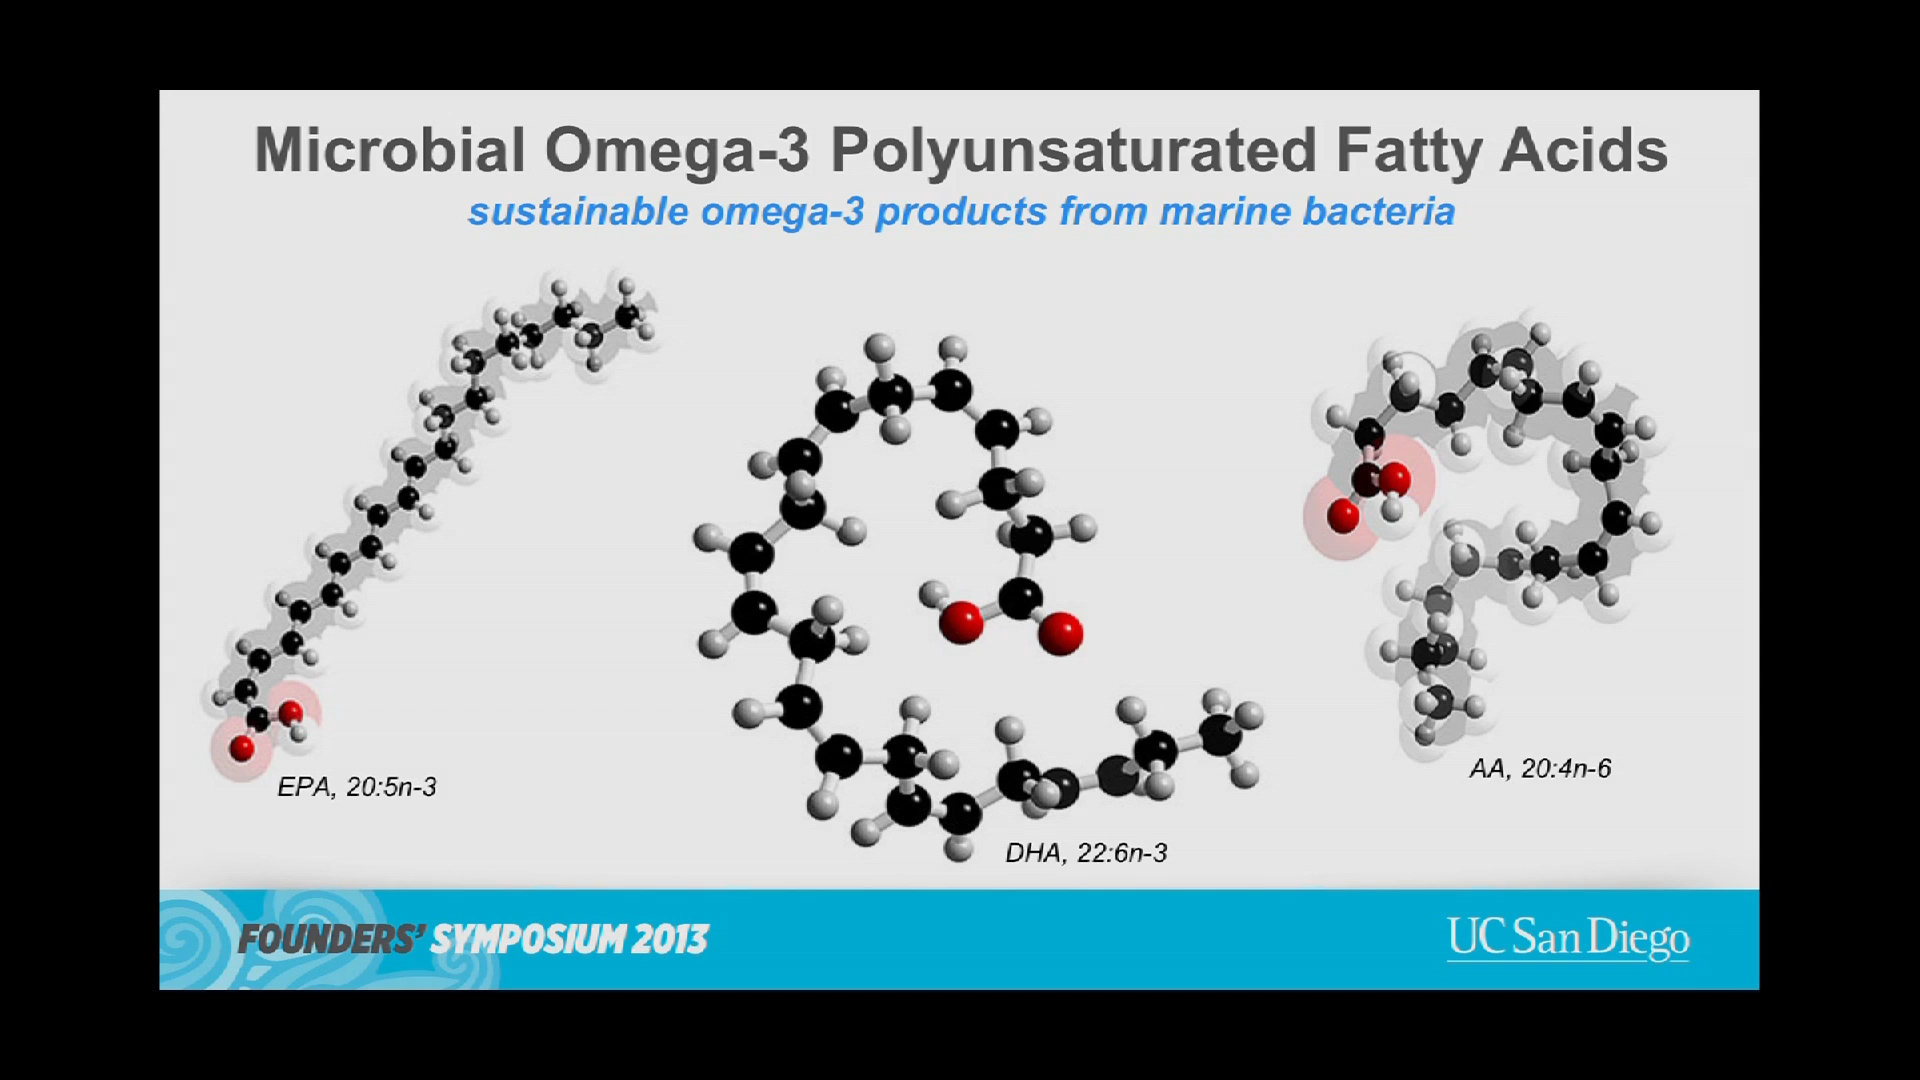 Microbial Omega-3 Polyunsaturated Fatty Acids
sustainable omega-3 products from marine bacteria
EPA, 20:5n-3
DHA, 22:6n-3
AA, 20:4n-6
FOUNDERS' SYMPOSIUM 2013
UC San Diego